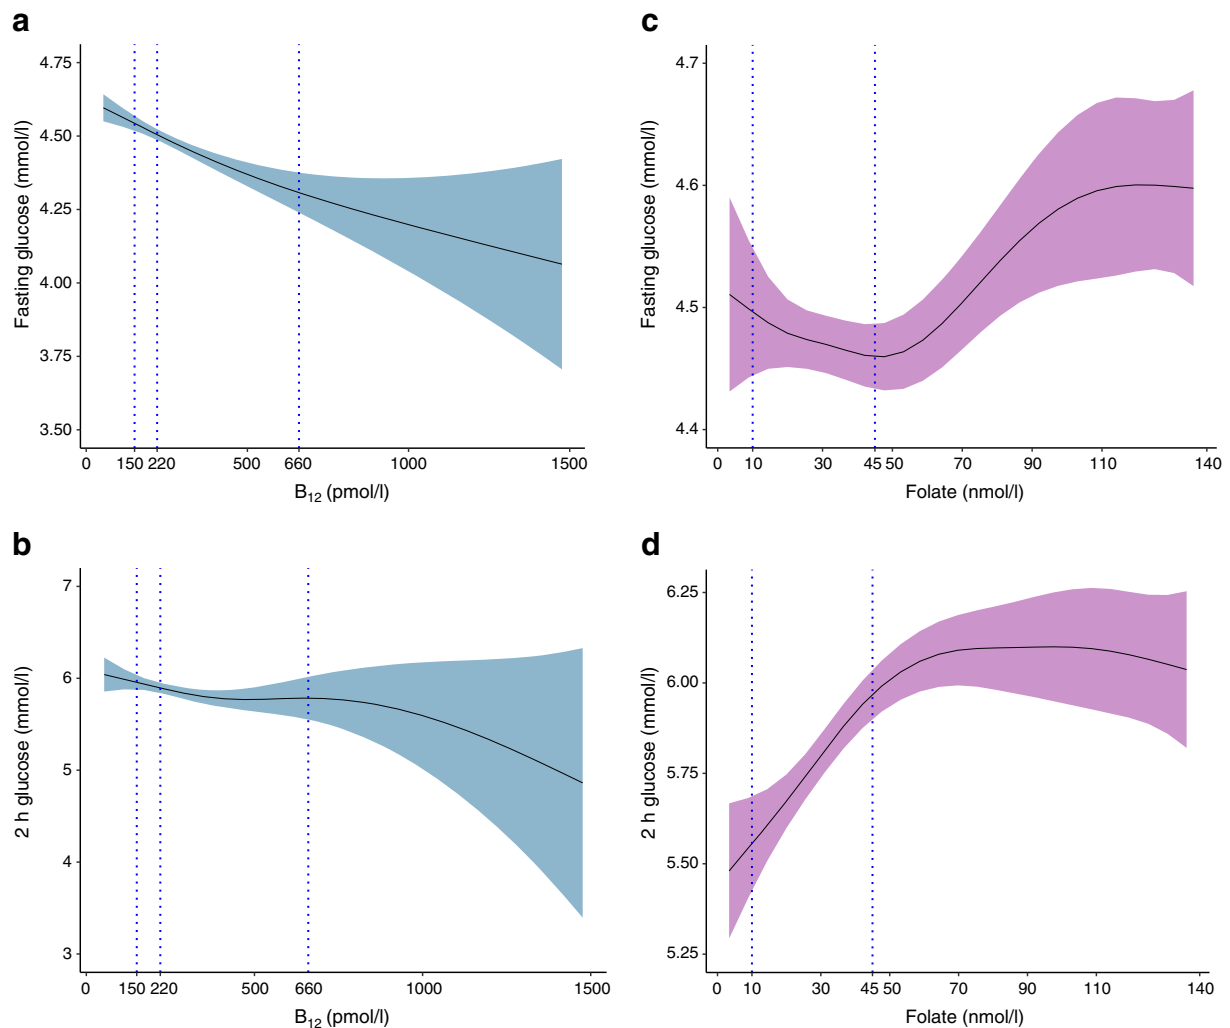 a
Fasting glucose (mmol/l)
4.75
4.50
4.25
4.00
3.75
3.50
0 150 220 500 660 1000 1500
B12 (pmol/l)
c
Fasting glucose (mmol/l)
4.7
4.6
4.5
4.4
0 10 30 45 50 70 90 110 140
Folate (nmol/l)
b
2 h glucose (mmol/l)
7
6
5
4
3
0 150 220 500 660 1000 1500
B12 (pmol/l)
d
2 h glucose (mmol/l)
6.25
6.00
5.75
5.50
5.25
0 10 30 45 50 70 90 110 140
Folate (nmol/l)